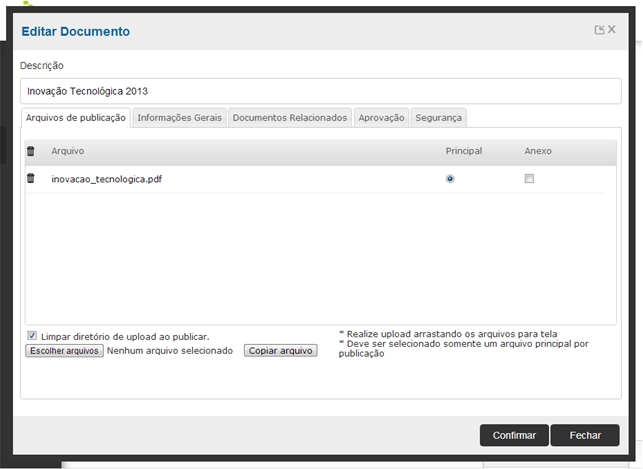 Editar Documento
Descrição
Inovação Tecnológica 2013
Arquivos de publicação Informações Gerais Documentos Relacionados Aprovação Segurança
Arquivo Principal Anexo
inovacao_tecnologica.pdf
Limpar diretório de upload ao publicar.
Escolher arquivos Nenhum arquivo selecionado Copiar arquivo
* Realize upload arrastando os arquivos para tela
* Deve ser selecionado somente um arquivo principal por
publicação
Confirmar Fechar